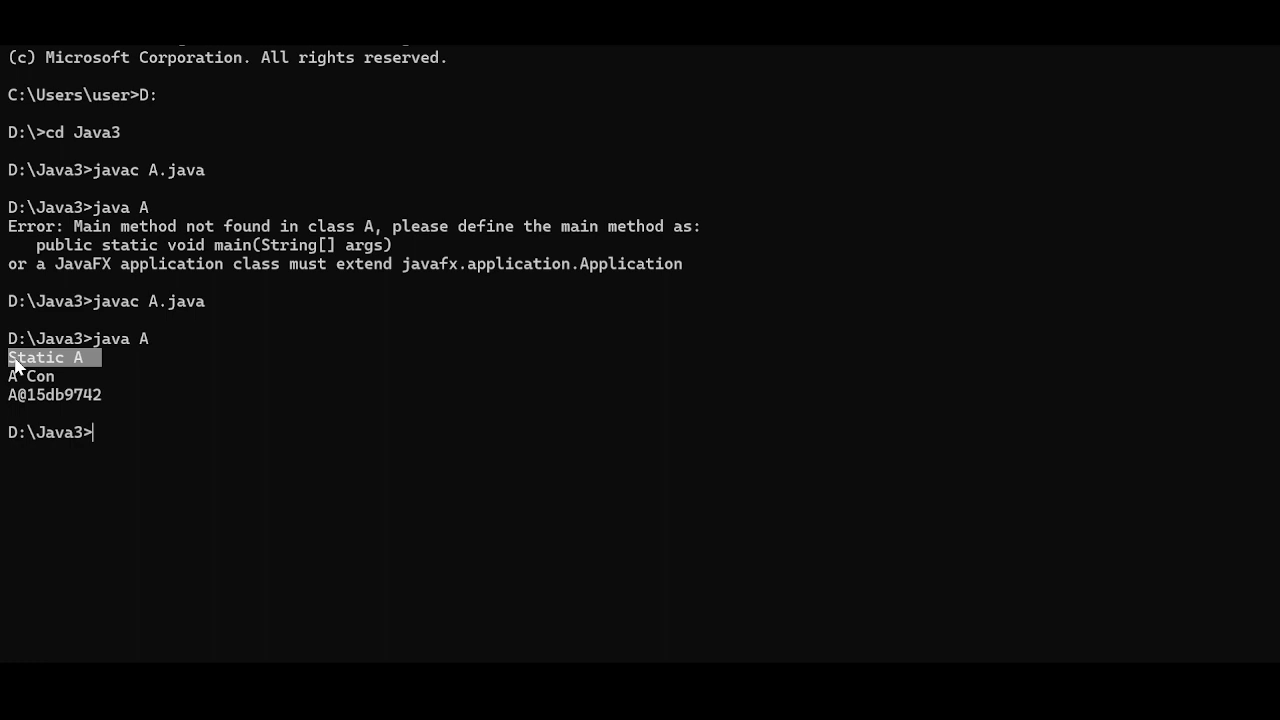 (c) Microsoft Corporation. All rights reserved.
C:\Users\user>D:
D:\>cd Java3
D:\Java3>javac A.java
D:\Java3>java A
Error: Main method not found in class A, please define the main method as:
   public static void main(String[] args)
or a JavaFX application class must extend javafx.application.Application
D:\Java3>javac A.java
D:\Java3>java A
Static A
A Con
A@15db9742
D:\Java3>